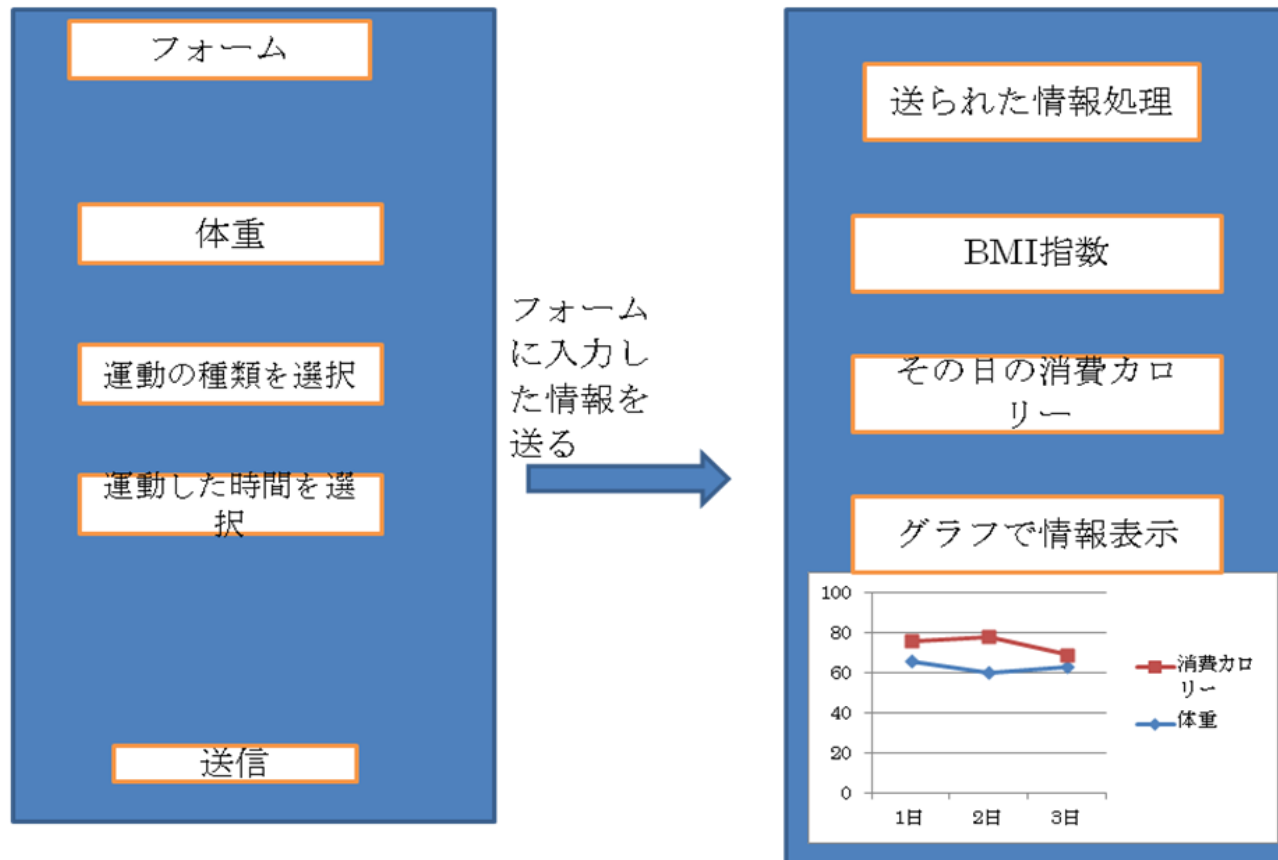 フォーム
体重
運動の種類を選択
運動した時間を選
択
送信
フォーム
に入力し
た情報を
送る
送られた情報処理
BMI指数
その日の消費カロ
リー
グラフで情報表示
100
80
60
40
20
0
1日
2日
3日
消費カロ
リー
体重